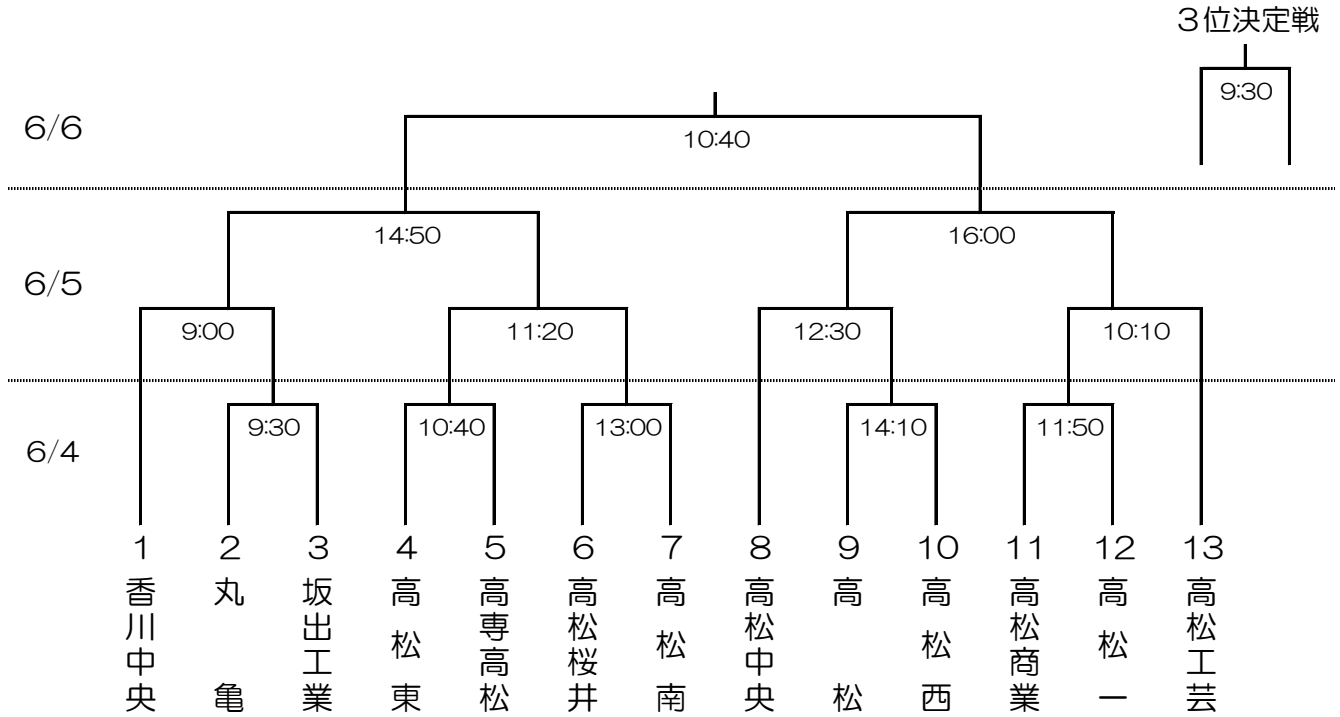 3位決定戦
9:30
6/6
10:40
14:50
16:00
6/5
9:00
11:20
12:30
10:10
9:30
10:40
13:00
14:10
11:50
6/4
1
2
3
4
5
6
7
8
9
10
11
12
13
香川中央
丸亀
坂出工業
高松東
高専高松
高松桜井
高松南
高松中央
高松
高松西
高松商業
高松一
高松工芸